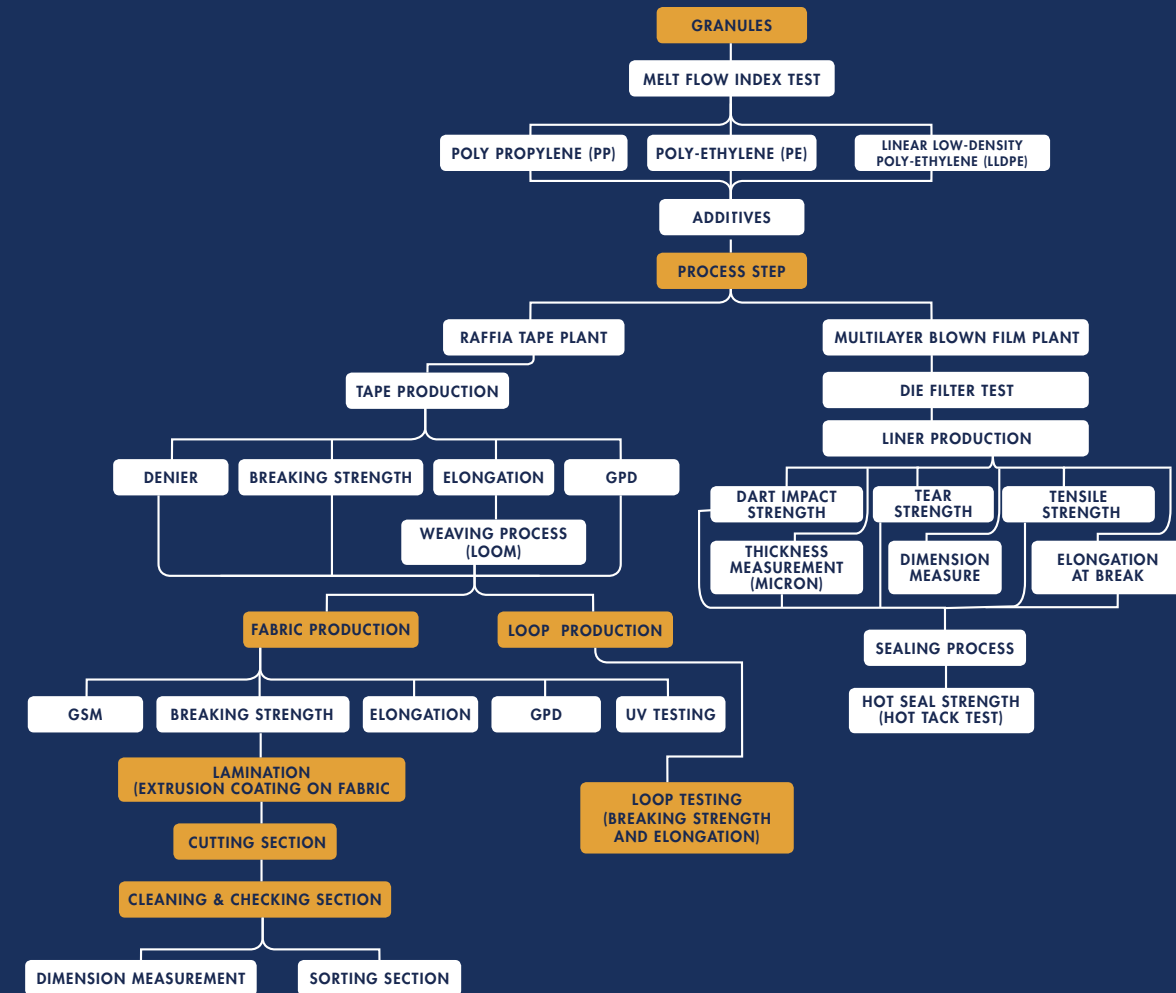 GRANULES
MELT FLOW INDEX TEST
POLY PROPYLENE (PP)
POLY-ETHYLENE (PE)
LINEAR LOW-DENSITY
POLY-ETHYLENE (LLDPE)
ADDITIVES
PROCESS STEP
RAFFIA TAPE PLANT
MULTILAYER BLOWN FILM PLANT
TAPE PRODUCTION
DIE FILTER TEST
LINER PRODUCTION
DENIER
BREAKING STRENGTH
ELONGATION
GPD
WEAVING PROCESS
(LOOM)
DART IMPACT
STRENGTH
TEAR
STRENGTH
TENSILE
STRENGTH
THICKNESS
MEASUREMENT
(MICRON)
DIMENSION
MEASURE
ELONGATION
AT BREAK
FABRIC PRODUCTION
LOOP PRODUCTION
SEALING PROCESS
HOT SEAL STRENGTH
(HOT TACK TEST)
GSM
BREAKING STRENGTH
ELONGATION
GPD
UV TESTING
LAMINATION
(EXTRUSION COATING ON FABRIC
LOOP TESTING
(BREAKING STRENGTH
AND ELONGATION)
CUTTING SECTION
CLEANING & CHECKING SECTION
DIMENSION MEASUREMENT
SORTING SECTION